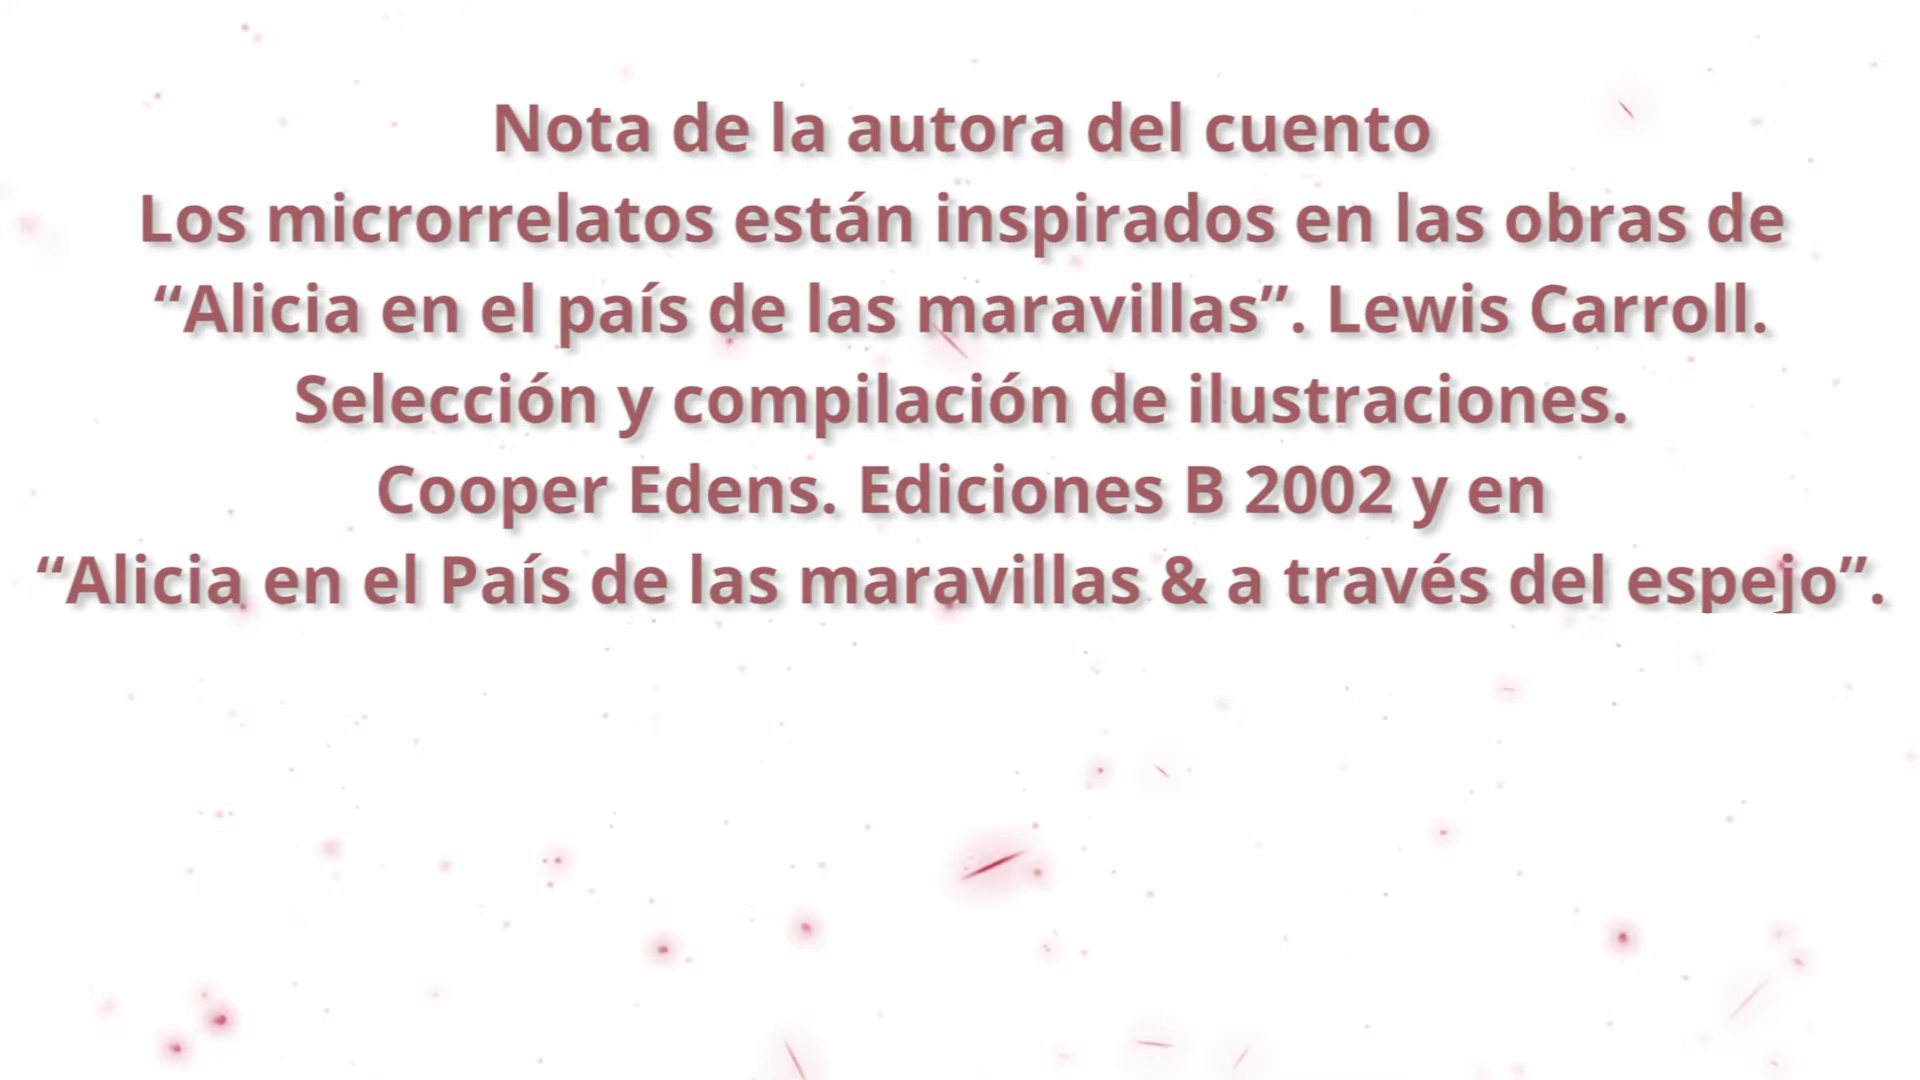 Nota de la autora del cuento
Los microrrelatos están inspirados en las obras de
“Alicia en el país de las maravillas”. Lewis Carroll.
Selección y compilación de ilustraciones.
Cooper Edens. Ediciones B 2002 y en
“Alicia en el País de las maravillas & a través del espejo”.